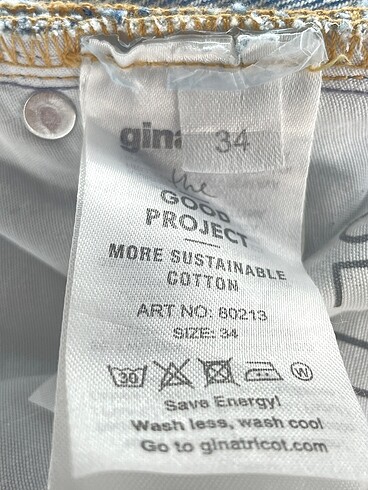 gina
34
the
GOOD
PROJECT
MORE SUSTAINABLE
COTTON
ART NO: 80213
SIZE: 34
30 W
Save Energy!
Wash less, wash cool
Go to ginatricot.com